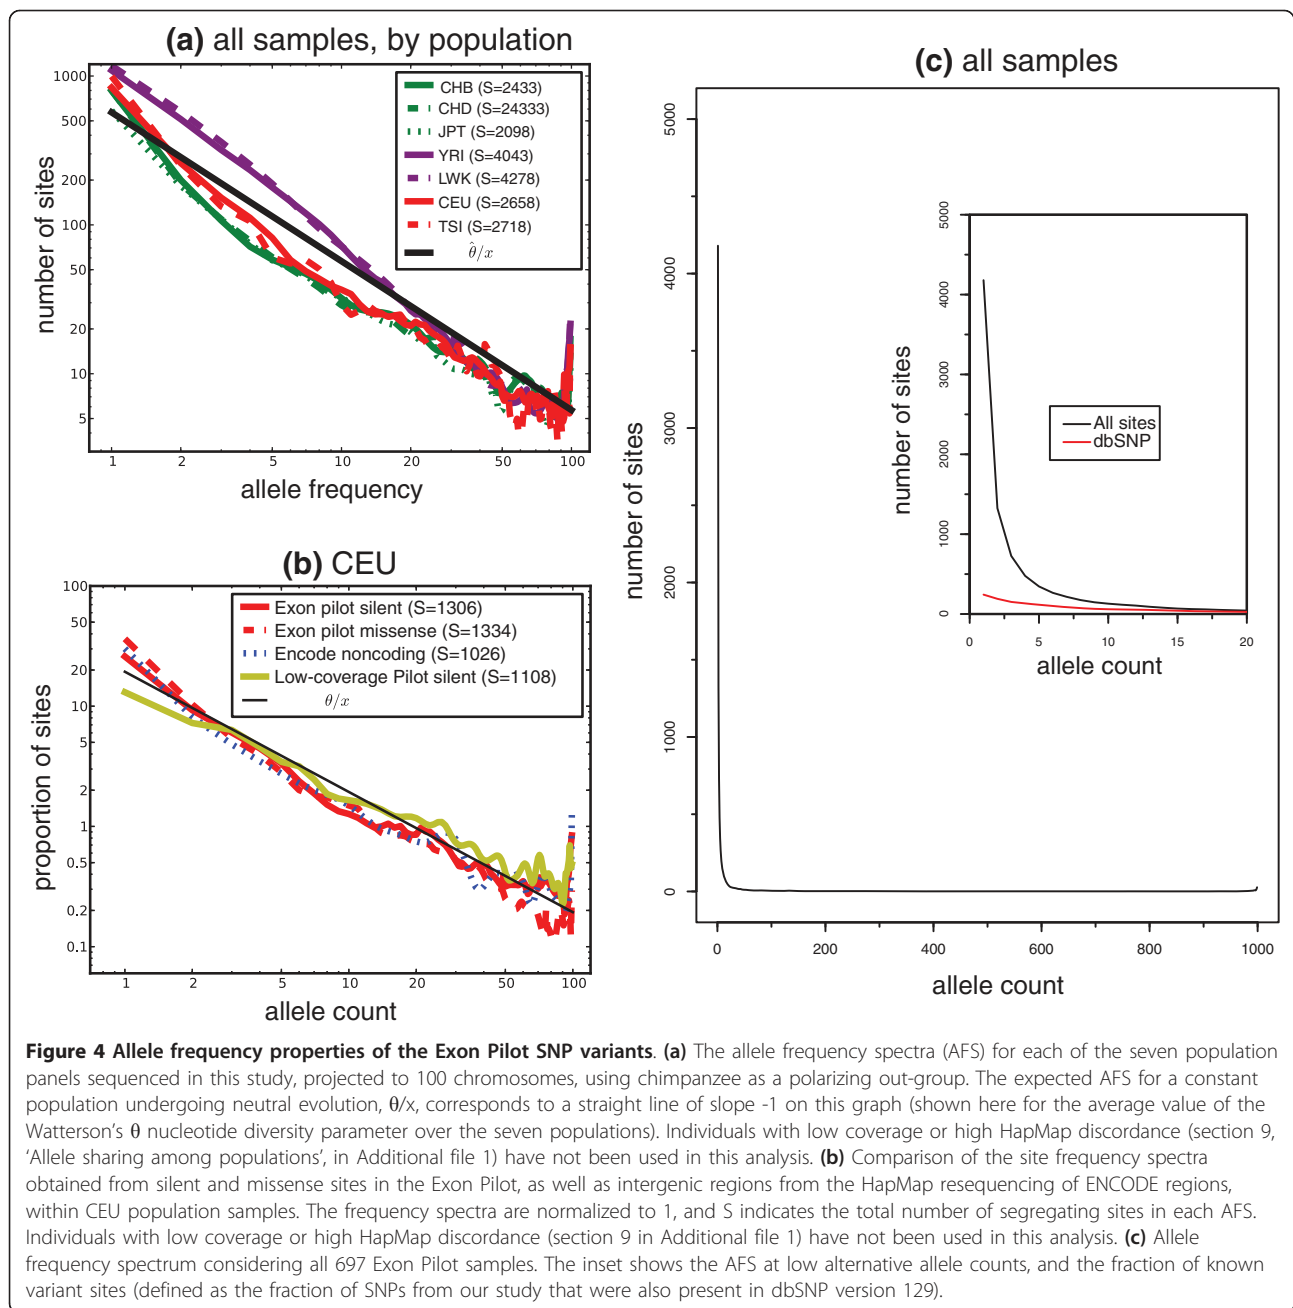 (a) all samples, by population
1000
500
200
100
50
20
10
5
number of sites
CHB (S=2433)
CHD (S=24333)
JPT (S=2098)
YRI (S=4043)
LWK (S=4278)
CEU (S=2658)
TSI (S=2718)
θ̂/x
1 2 5 10 20 50 100
allele frequency
(b) CEU
100
50
20
10
5
2
1
0.5
0.2
0.1
proportion of sites
Exon pilot silent (S=1306)
Exon pilot missense (S=1334)
Encode noncoding (S=1026)
Low-coverage Pilot silent (S=1108)
θ/x
1 2 5 10 20 50 100
allele count
(c) all samples
5000
4000
3000
2000
1000
0
number of sites
0 200 400 600 800 1000
allele count
5000
4000
3000
2000
1000
0
number of sites
All sites
dbSNP
0 5 10 15 20
allele count
Figure 4 Allele frequency properties of the Exon Pilot SNP variants. (a) The allele frequency spectra (AFS) for each of the seven population
panels sequenced in this study, projected to 100 chromosomes, using chimpanzee as a polarizing out-group. The expected AFS for a constant
population undergoing neutral evolution, θ/x, corresponds to a straight line of slope -1 on this graph (shown here for the average value of the
Watterson's θ nucleotide diversity parameter over the seven populations). Individuals with low coverage or high HapMap discordance (section 9,
'Allele sharing among populations', in Additional file 1) have not been used in this analysis. (b) Comparison of the site frequency spectra
obtained from silent and missense sites in the Exon Pilot, as well as intergenic regions from the HapMap resequencing of ENCODE regions,
within CEU population samples. The frequency spectra are normalized to 1, and S indicates the total number of segregating sites in each AFS.
Individuals with low coverage or high HapMap discordance (section 9 in Additional file 1) have not been used in this analysis. (c) Allele
frequency spectrum considering all 697 Exon Pilot samples. The inset shows the AFS at low alternative allele counts, and the fraction of known
variant sites (defined as the fraction of SNPs from our study that were also present in dbSNP version 129).